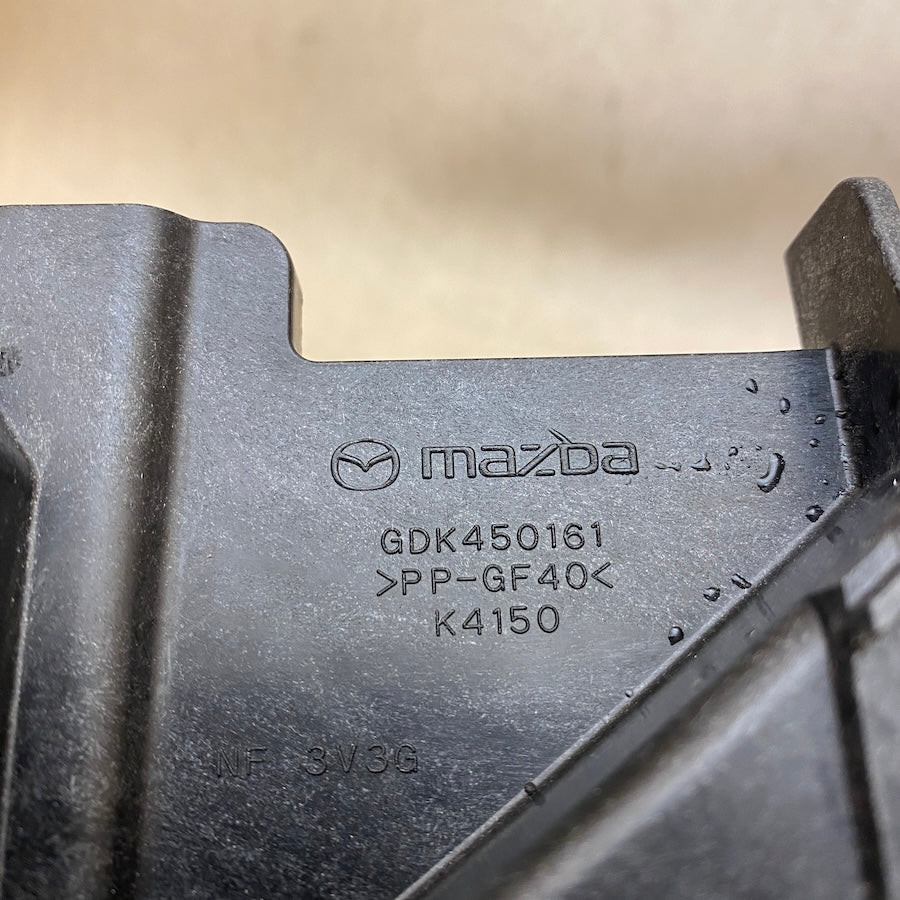 mazda
GDK450161
>PP-GF40<
K4150
NF 3V3G